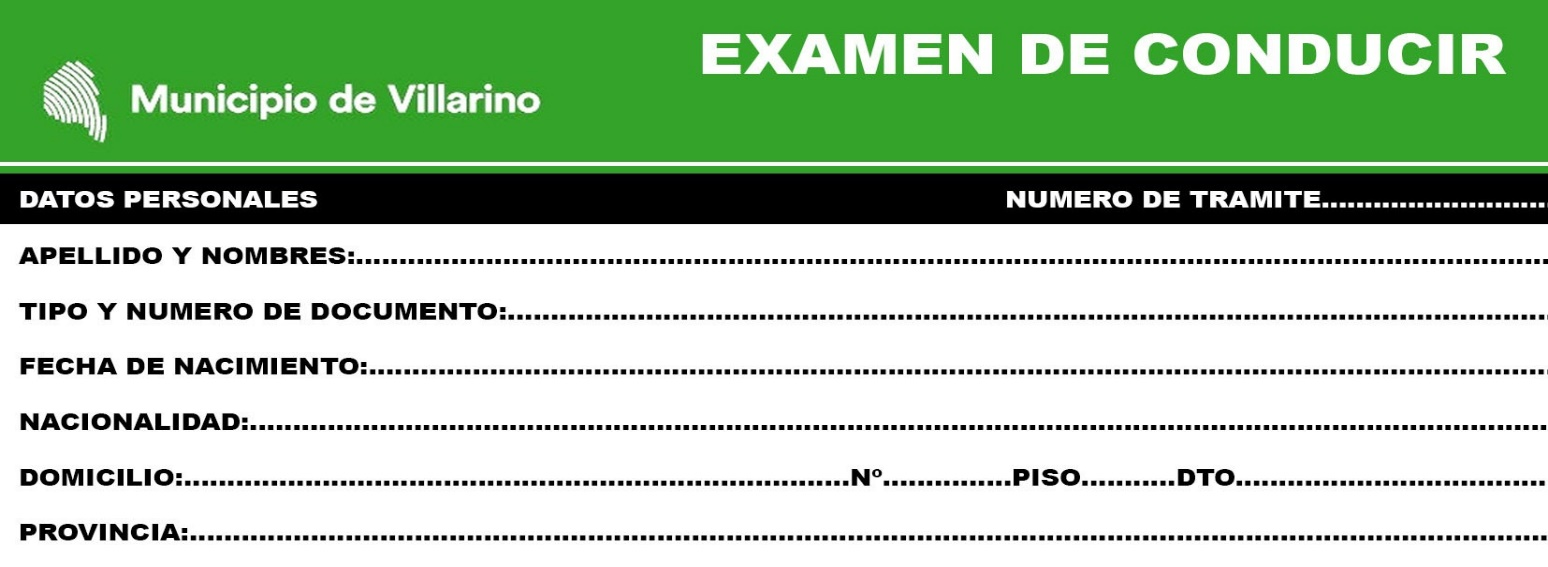 EXAMEN DE CONDUCIR
Municipio de Villarino
DATOS PERSONALES NUMERO DE TRAMITE..........................
APELLIDO Y NOMBRES:................................................................................
TIPO Y NUMERO DE DOCUMENTO:................................................................................
FECHA DE NACIMIENTO:................................................................................
NACIONALIDAD:................................................................................
DOMICILIO:................................................................................Nº...............PISO...........DTO....................................
PROVINCIA:................................................................................